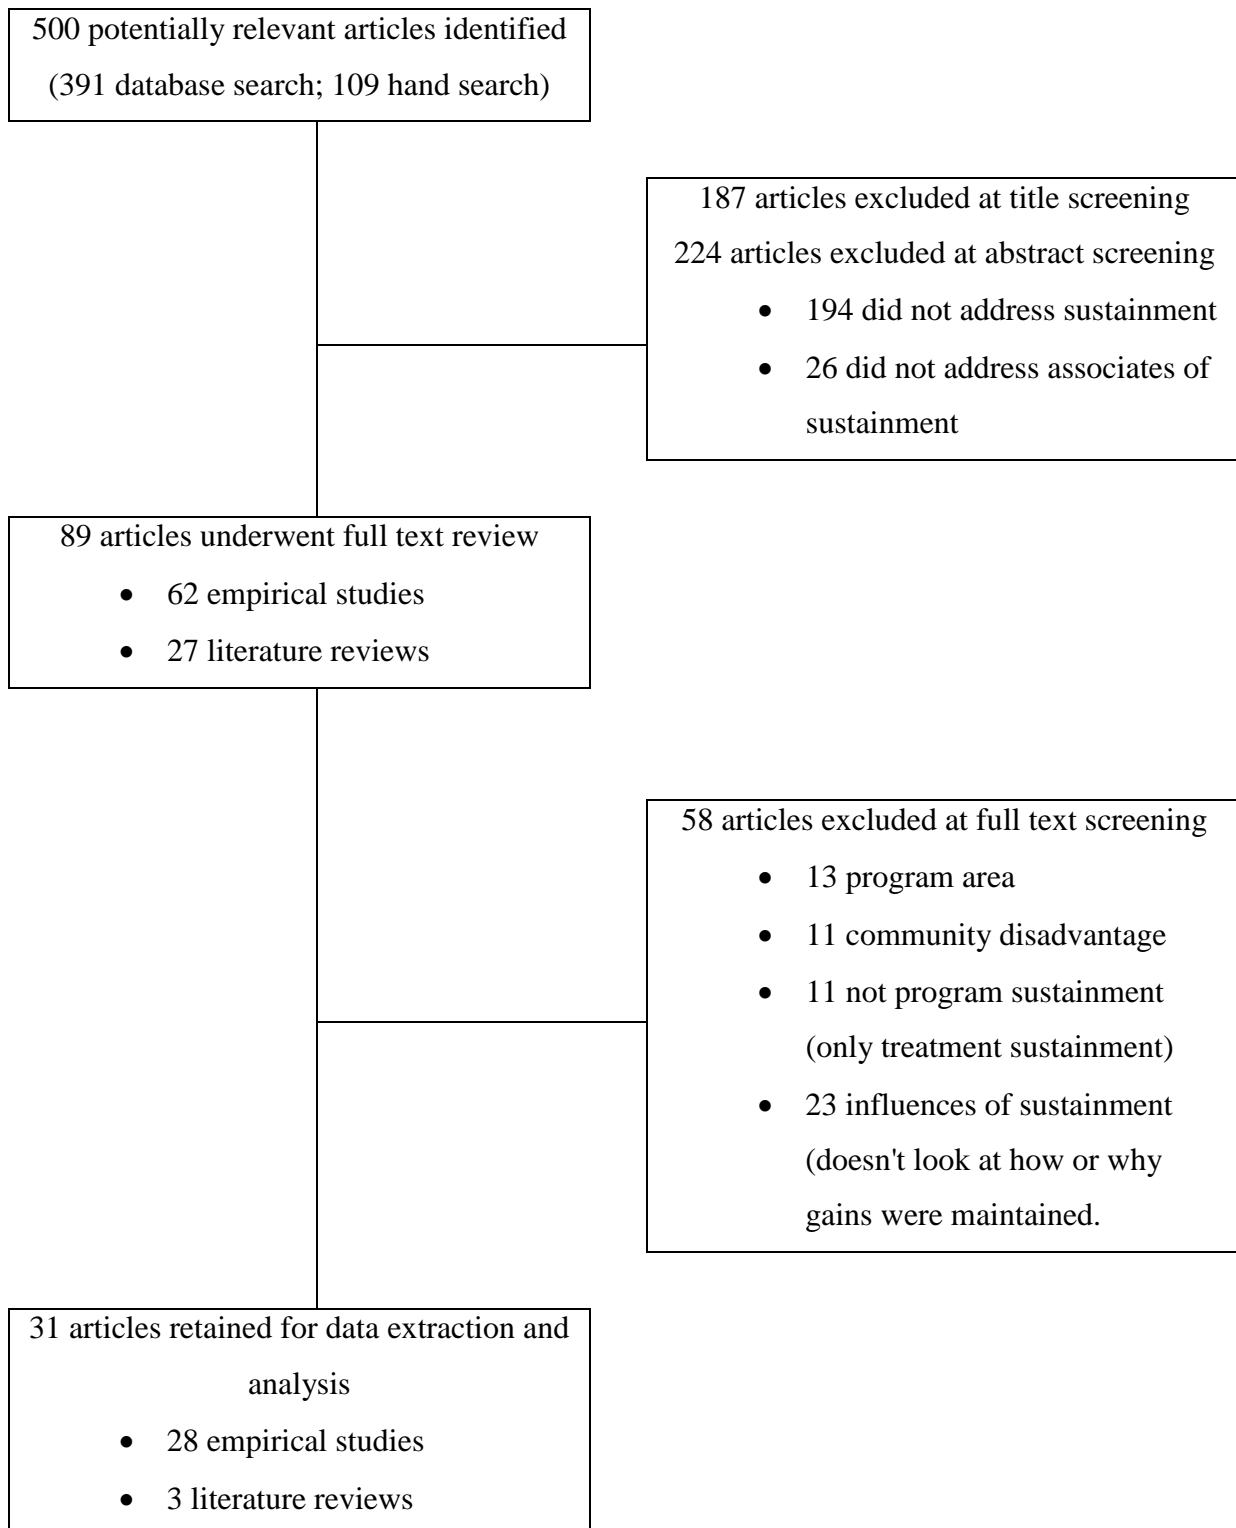 500 potentially relevant articles identified
(391 database search; 109 hand search)
187 articles excluded at title screening
224 articles excluded at abstract screening
• 194 did not address sustainment
• 26 did not address associates of
sustainment
89 articles underwent full text review
• 62 empirical studies
• 27 literature reviews
58 articles excluded at full text screening
• 13 program area
• 11 community disadvantage
• 11 not program sustainment
(only treatment sustainment)
• 23 influences of sustainment
(doesn't look at how or why
gains were maintained.
31 articles retained for data extraction and
analysis
• 28 empirical studies
• 3 literature reviews